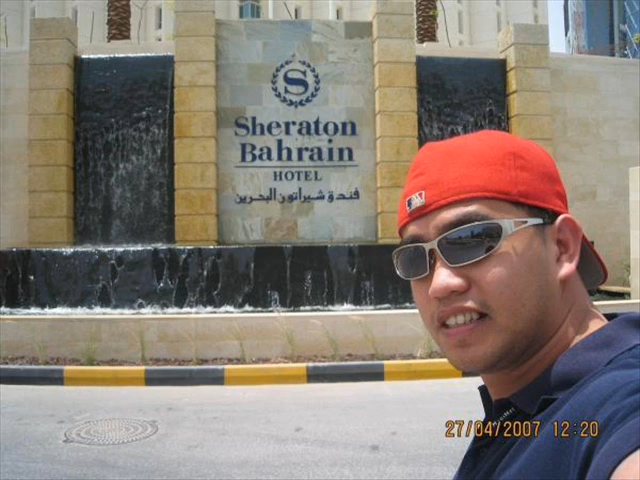 S
Sheraton
Bahrain
HOTEL
فندق شيراتون البحرين
27/04/2007 12:20